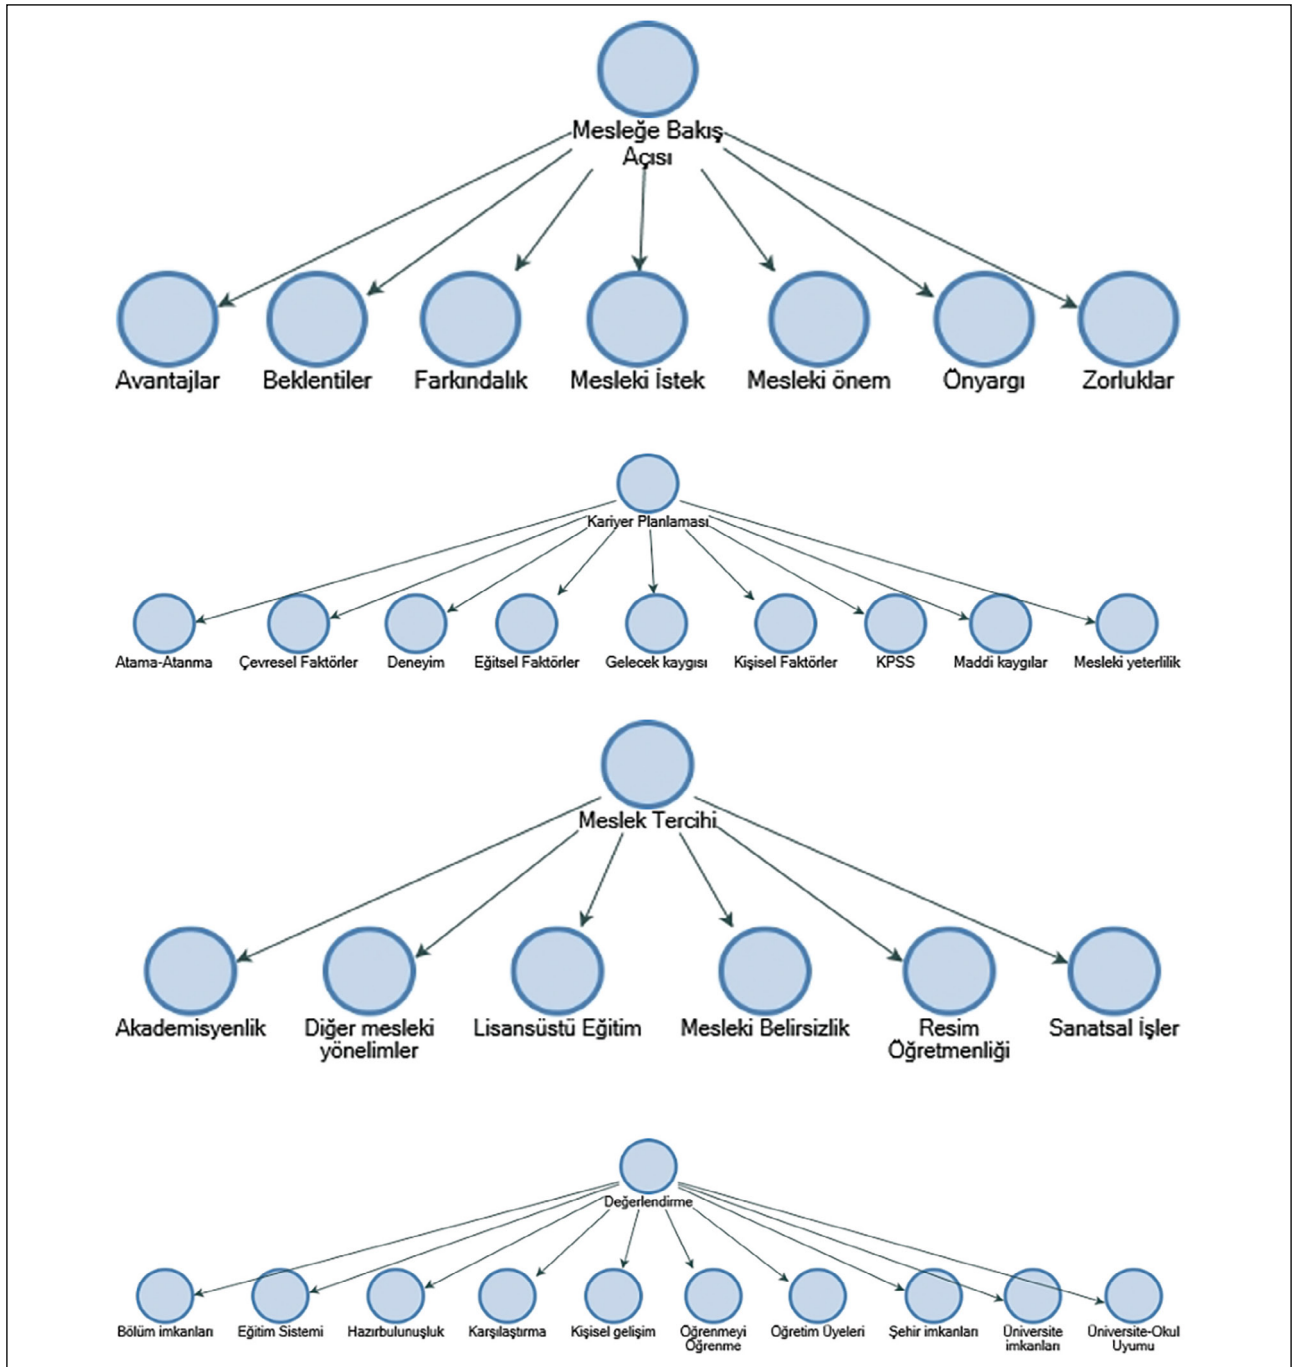 Mesleğe Bakış
Açısı
Avantajlar
Beklentiler
Farkındalık
Mesleki İstek
Mesleki önem
Önyargı
Zorluklar
Kariyer Planlaması
Atama-Atanma
Çevresel Faktörler
Deneyim
Eğitsel Faktörler
Gelecek kaygısı
Kişisel Faktörler
KPSS
Maddi kaygılar
Mesleki yeterlilik
Meslek Tercihi
Akademisyenlik
Diğer mesleki
yönelimler
Lisansüstü Eğitim
Mesleki Belirsizlik
Resim
Öğretmenliği
Sanatsal İşler
Değerlendirme
Bölüm imkanları
Eğitim Sistemi
Hazırbulunuşluk
Karşılaştırma
Kişisel gelişim
Öğrenmeyi
Öğrenme
Öğretim Üyeleri
Şehir imkanları
Üniversite
imkanları
Üniversite-Okul
Uyumu